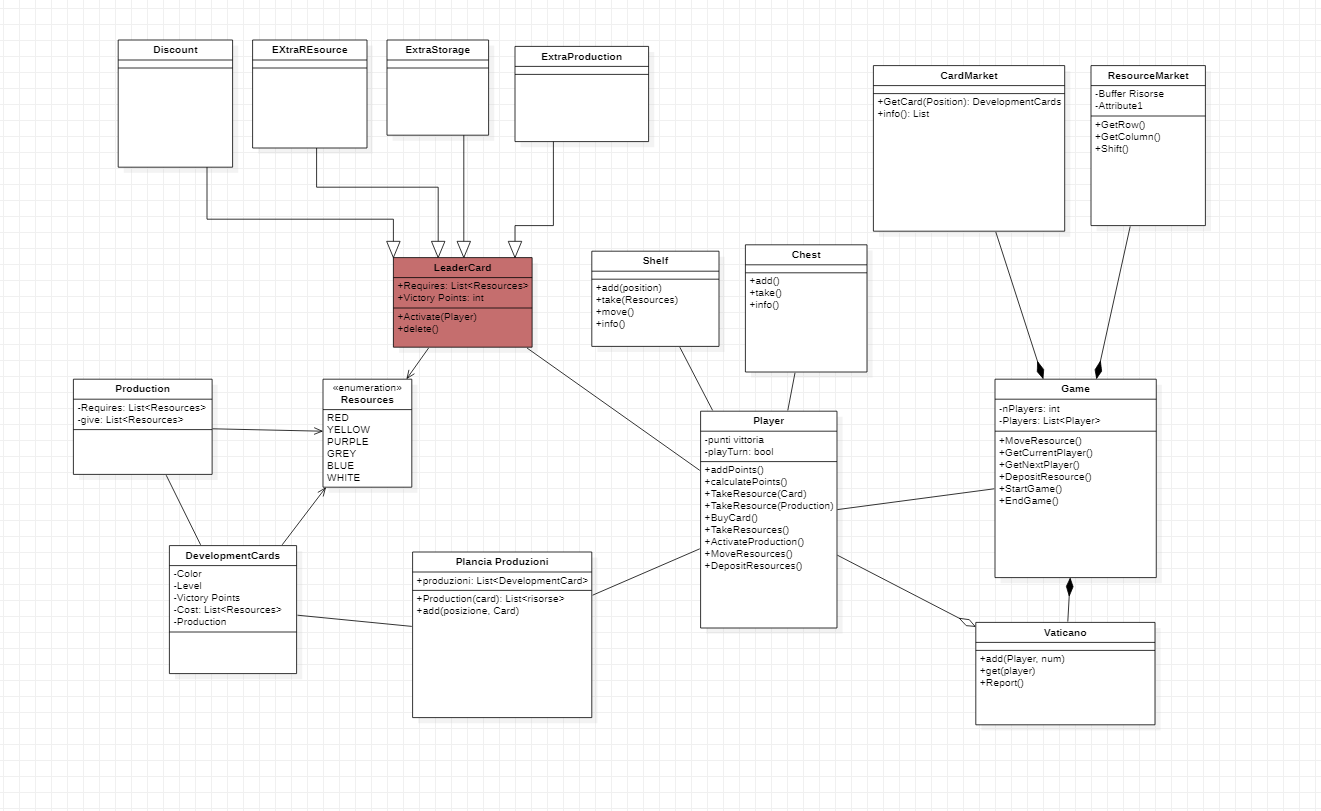 Discount
EXtraREsource
ExtraStorage
ExtraProduction
CardMarket
+GetCard(Position): DevelopmentCards
+info(): List
ResourceMarket
-Buffer Risorse
-Attribute1
+GetRow()
+GetColumn()
+Shift()
LeaderCard
+Requires: List<Resources>
+Victory Points: int
+Activate(Player)
+delete()
Shelf
+add(position)
+take(Resources)
+move()
+info()
Chest
+add()
+take()
+info()
Production
-Requires: List<Resources>
-give: List<Resources>
«enumeration»
Resources
RED
YELLOW
PURPLE
GREY
BLUE
WHITE
Player
-punti vittoria
-playTurn: bool
+addPoints()
+calculatePoints()
+TakeResource(Card)
+TakeResource(Production)
+BuyCard()
+TakeResources()
+ActivateProduction()
+MoveResources()
+DepositResources()
Game
-nPlayers: int
-Players: List<Player>
+MoveResource()
+GetCurrentPlayer()
+GetNextPlayer()
+DepositResource()
+StartGame()
+EndGame()
DevelopmentCards
-Color
-Level
-Victory Points
-Cost: List<Resources>
-Production
Plancia Produzioni
+produzioni: List<DevelopmentCard>
+Production(card): List<risorse>
+add(posizione, Card)
Vaticano
+add(Player, num)
+get(player)
+Report()